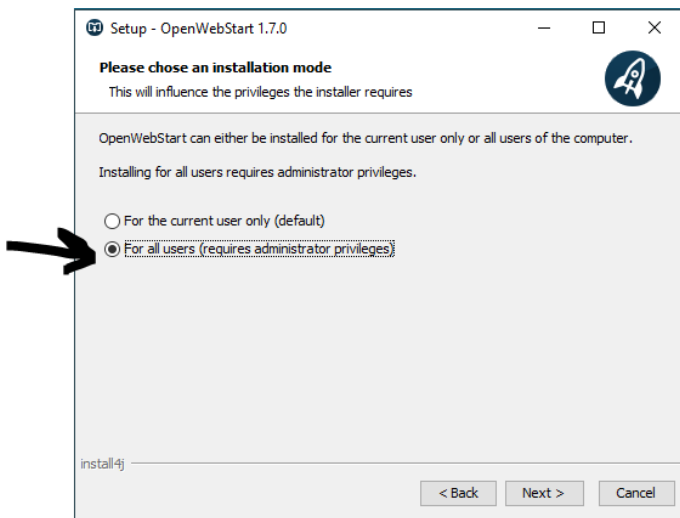 Setup - OpenWebStart 1.7.0
Please chose an installation mode
This will influence the privileges the installer requires
OpenWebStart can either be installed for the current user only or all users of the computer.
Installing for all users requires administrator privileges.
For the current user only (default)
For all users (requires administrator privileges)
install4j
< Back Next > Cancel